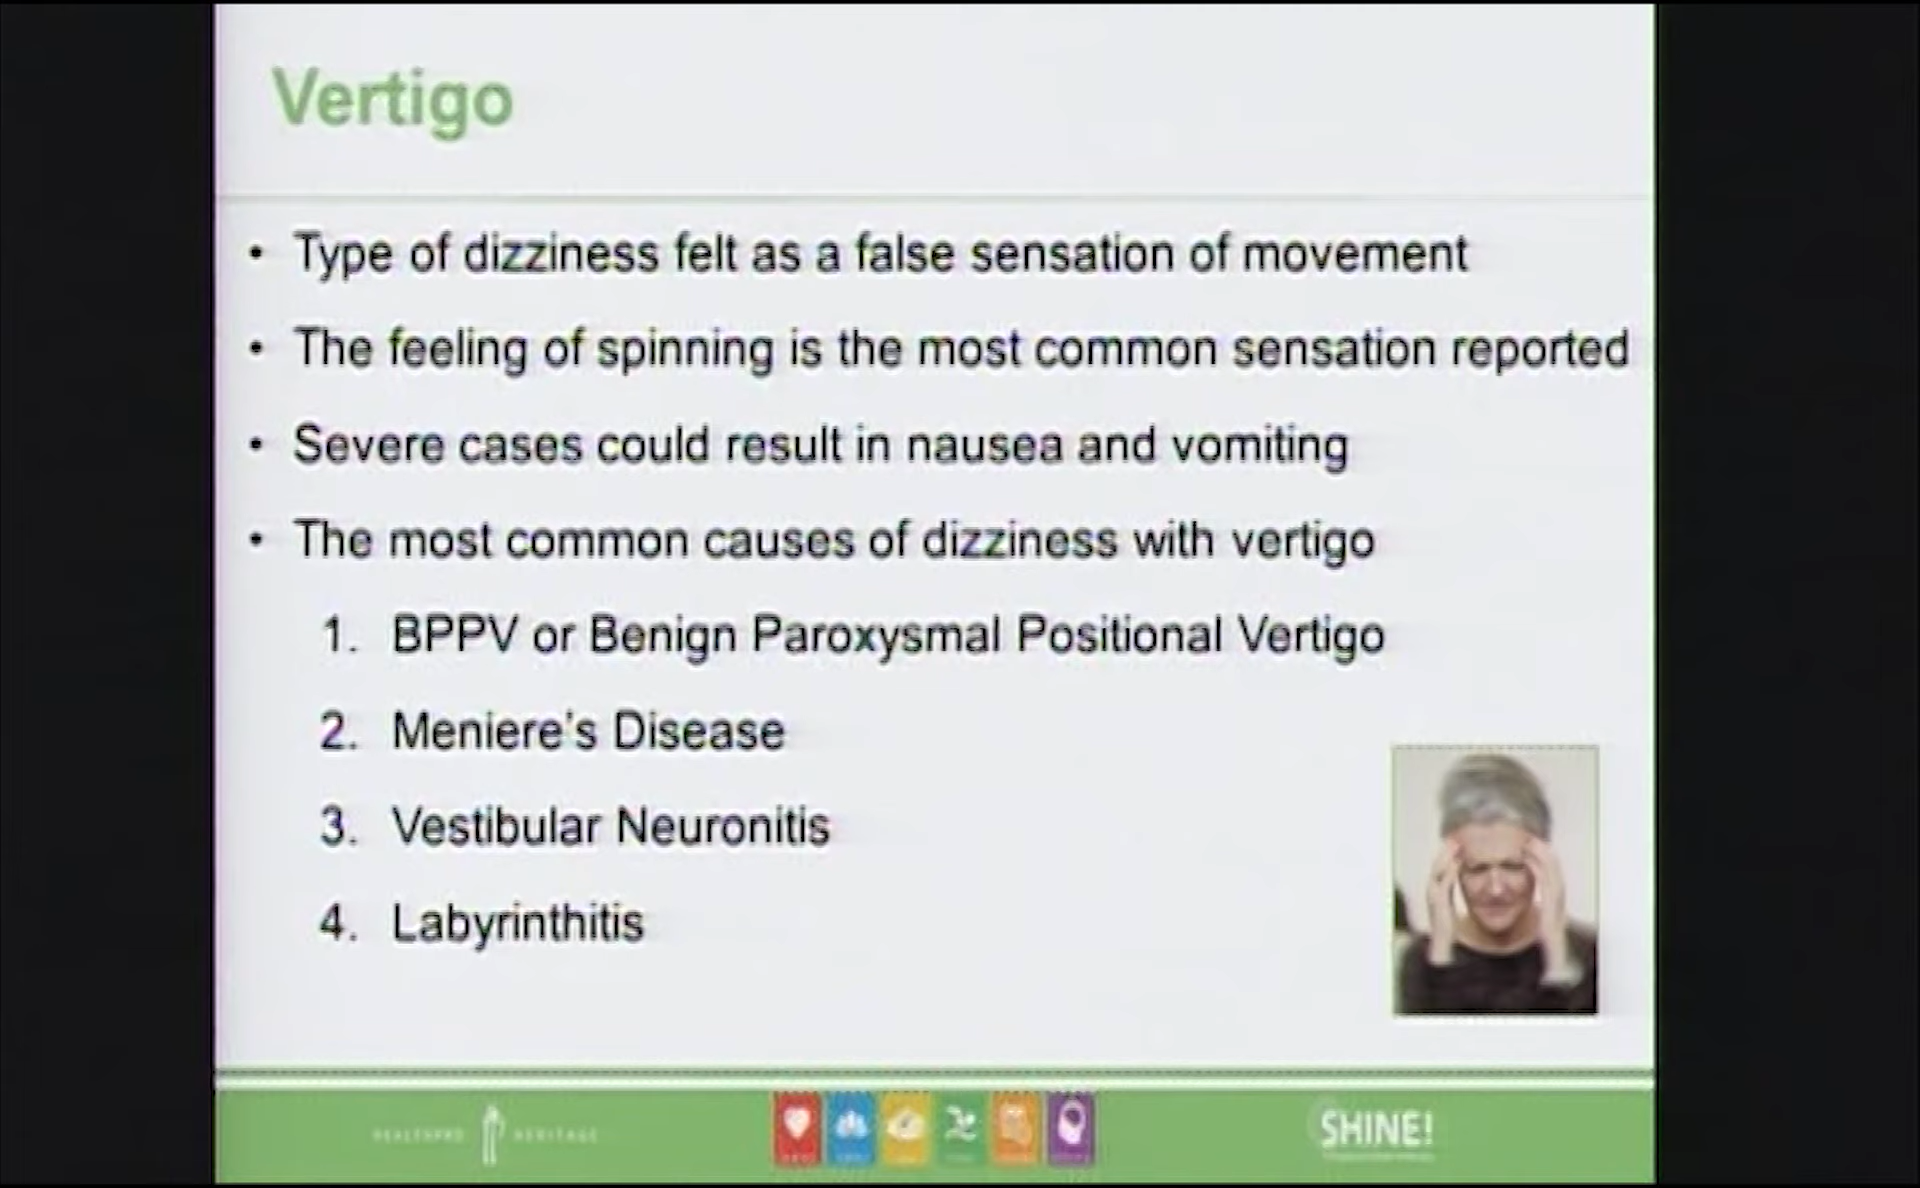 Vertigo
• Type of dizziness felt as a false sensation of movement
• The feeling of spinning is the most common sensation reported
• Severe cases could result in nausea and vomiting
• The most common causes of dizziness with vertigo
1. BPPV or Benign Paroxysmal Positional Vertigo
2. Meniere's Disease
3. Vestibular Neuronitis
4. Labyrinthitis
HEALTHPRO HERITAGE
SHINE!